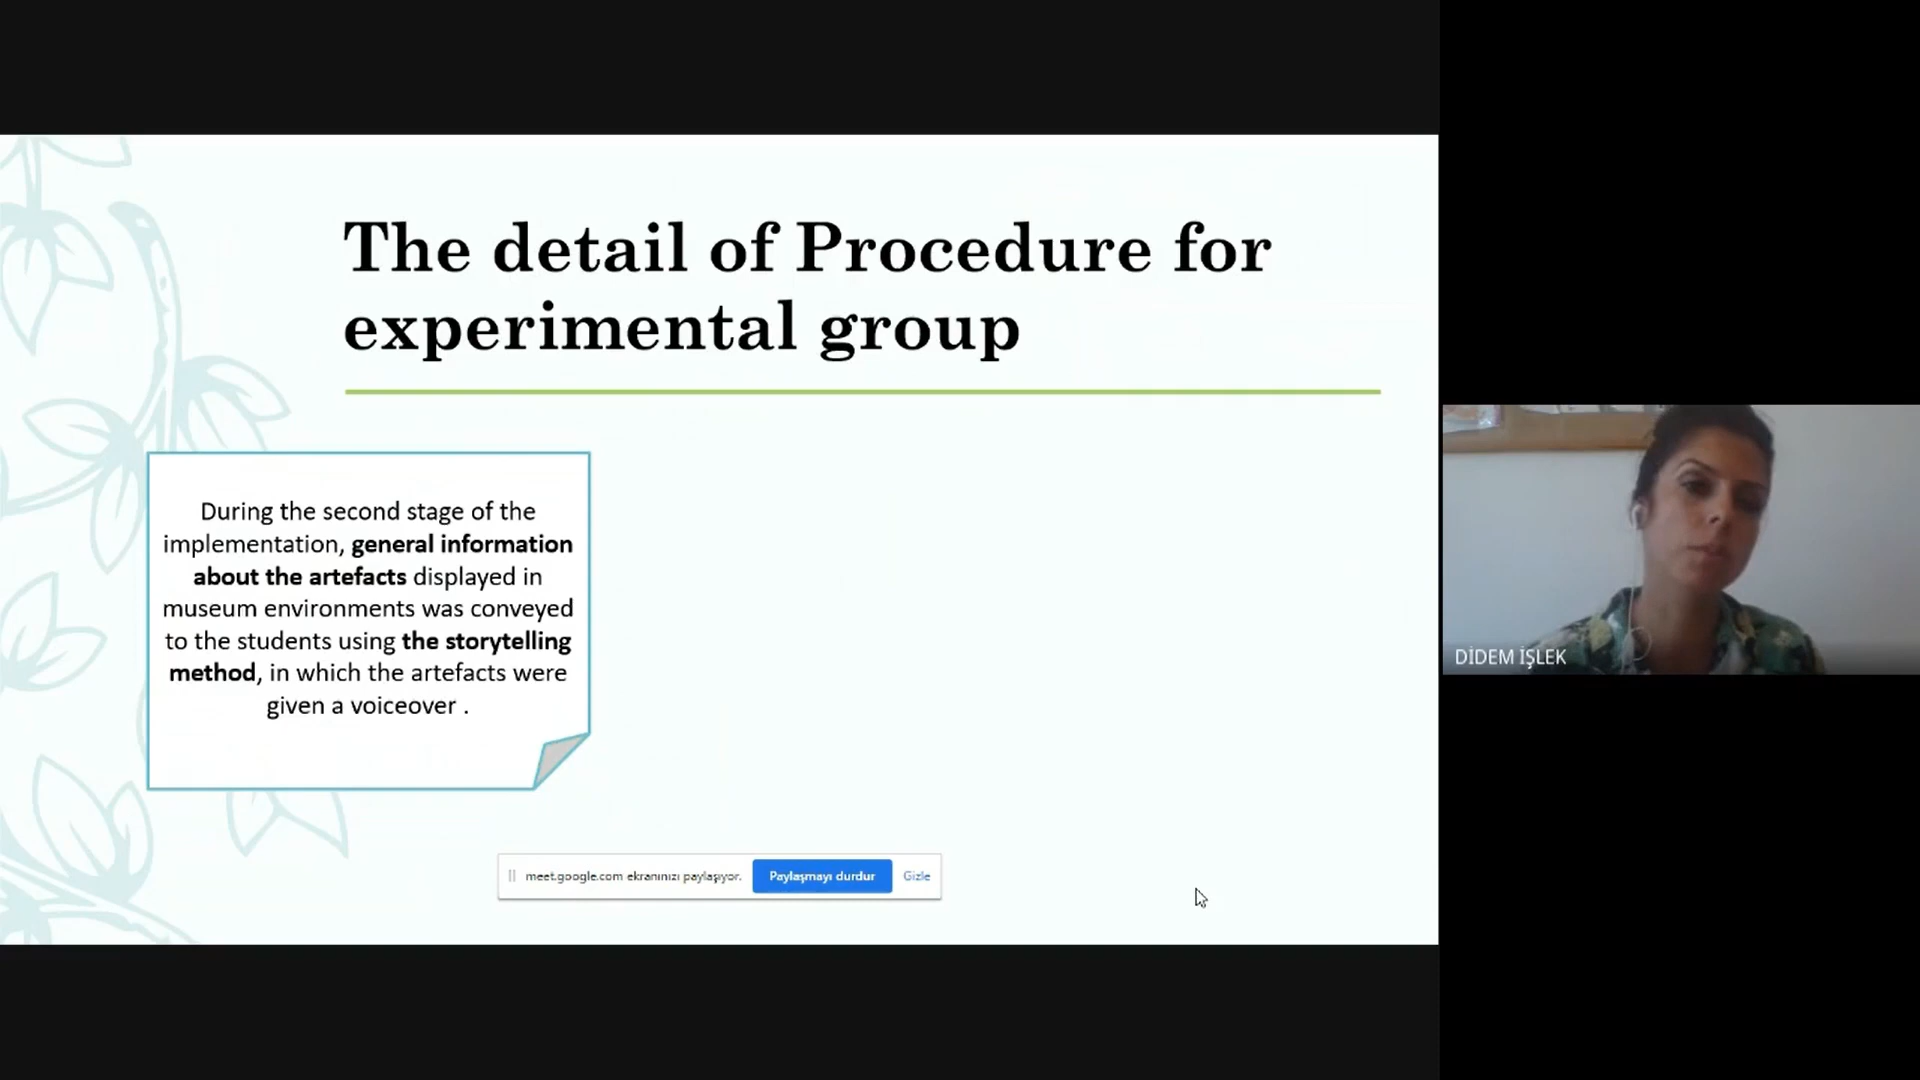 The detail of Procedure for
experimental group
During the second stage of the
implementation, general information
about the artefacts displayed in
museum environments was conveyed
to the students using the storytelling
method, in which the artefacts were
given a voiceover .
meet.google.com ekranınızı paylaşıyor.
Paylaşmayı durdur
Gizle
DİDEM İŞLEK